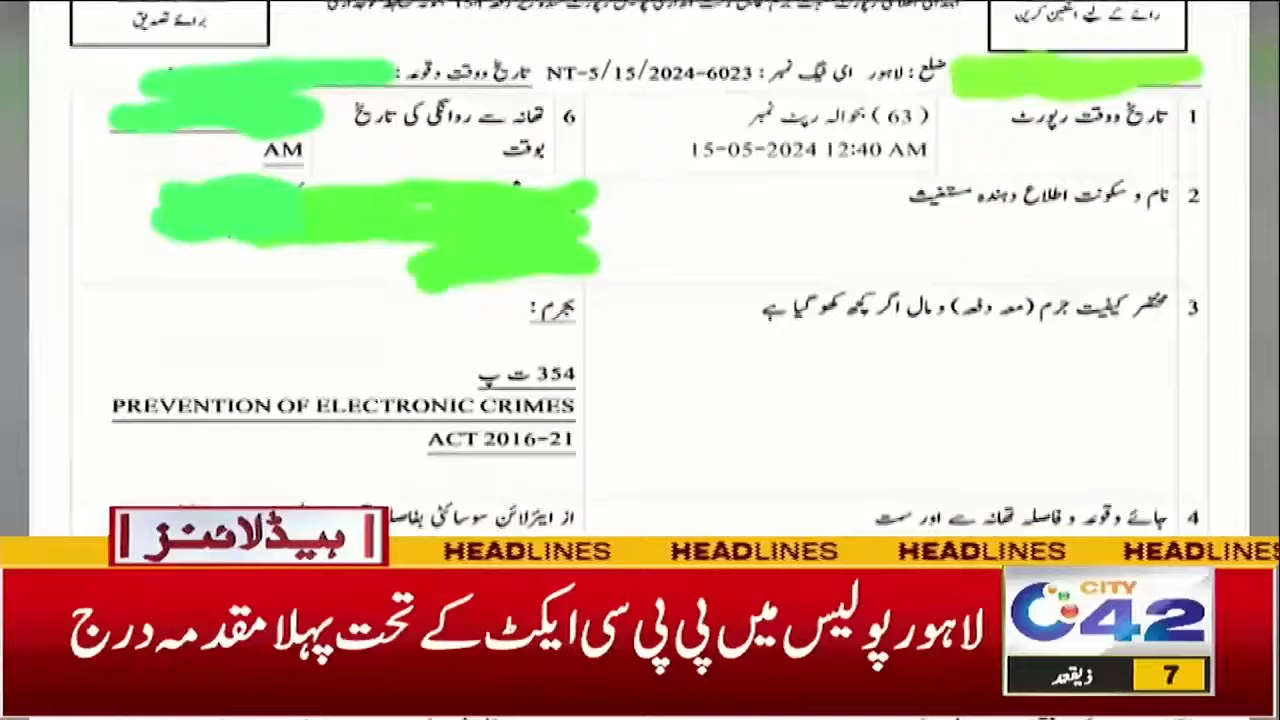 برائے تصدیق
رائے کے لیے انھیں کریں
ضلع : لاہور ای ٹیگ نمبر : NT-5/15/2024-6023 تاریخ ووقت وقوعہ :
1 تاریخ ووقت رپورٹ
( 63 ) بحوالہ رپٹ نمبر
15-05-2024 12:40 AM
6 تھانہ سے روانگی کی تاریخ
بوقت
AM
2 نام و سکونت اطلاع دہندہ مستغیث
3 مختصر کیفیت جرم (معہ دفعہ) و مال اگر کچھ کھو گیا ہے
بجرم :
354 ت پ
PREVENTION OF ELECTRONIC CRIMES
ACT 2016-21
4 جائے وقوعہ و فاصلہ تھانہ سے اور سمت
از ایئرلائن سوسائٹی بفاصلہ
ہیڈلائنز
HEADLINES HEADLINES HEADLINES HEADLINES
لاہور پولیس میں پی پی سی ایکٹ کے تحت پہلا مقدمہ درج
CITY
42
7 ذیقعد